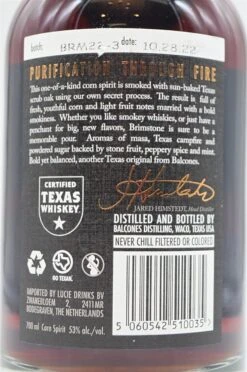 batch: BRM22-3 date: 10.28.22
PURIFICATION THROUGH FIRE
This one-of-a-kind corn spirit is smoked with sun-baked Texas
scrub oak using our own secret process. The result is full of
fresh, youthful corn and light fruit notes married with a bold
smokiness. Whether you like smokey whiskies, or just have a
penchant for big, new flavors, Brimstone is sure to be a
pleaser. Aromas of masa, Texas campfire and
powdered sugar backed by stone fruit, peppery spice and mint.
Bold yet balanced, another Texas original from Balcones.
CERTIFIED
TEXAS
WHISKEY
JARED HIMSTEDT, Head Distiller
DISTILLED AND BOTTLED BY
BALCONES DISTILLING, WACO, TEXAS USA
NEVER CHILL FILTERED OR COLORED
GO TEXAN.
IMPORTED BY LUCIE DRINKS BV
ZWAMEBLOEM 2, 2411MR
BODEGRAVEN, THE NETHERLANDS
700 ml Corn Spirit 53% alc./vol.
5 060542 510035